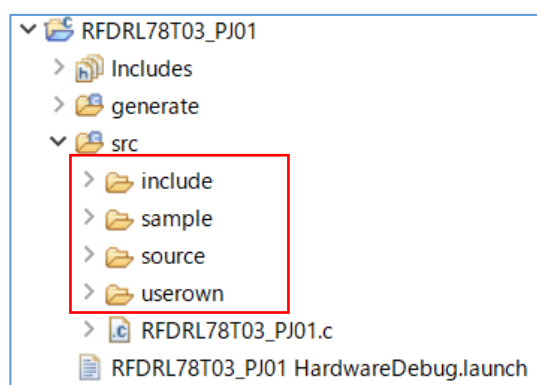 RFDRL78T03_PJ01
Includes
generate
src
include
sample
source
userown
RFDRL78T03_PJ01.c
RFDRL78T03_PJ01 HardwareDebug.launch